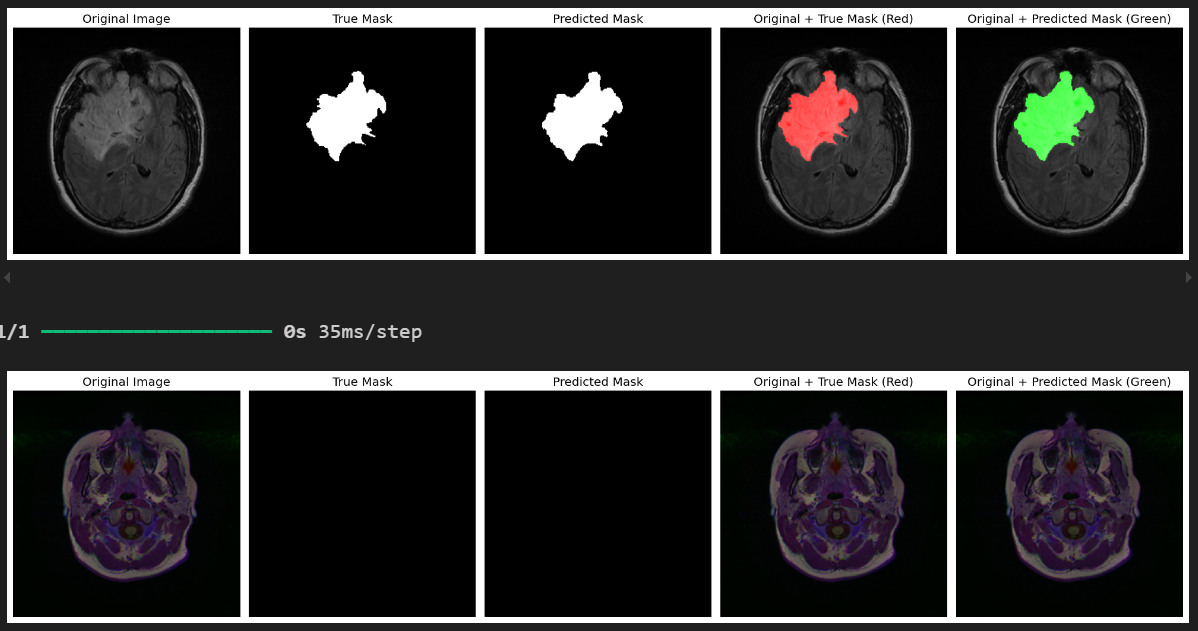 Original Image True Mask Predicted Mask Original + True Mask (Red) Original + Predicted Mask (Green)
1/1 0s 35ms/step
Original Image True Mask Predicted Mask Original + True Mask (Red) Original + Predicted Mask (Green)